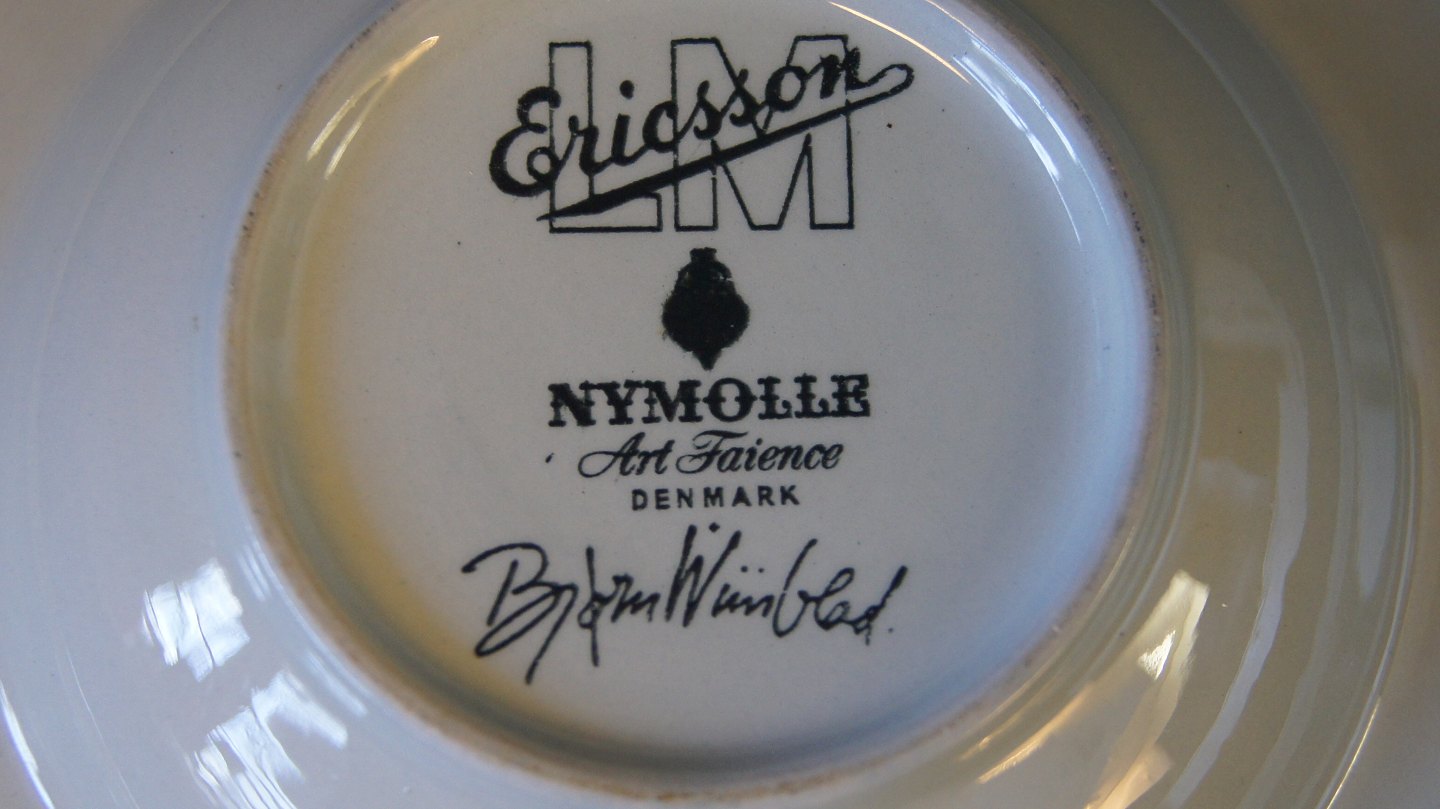 LM Ericsson
NYMOLLE
Art Faience
DENMARK
Bjørn Wiinblad